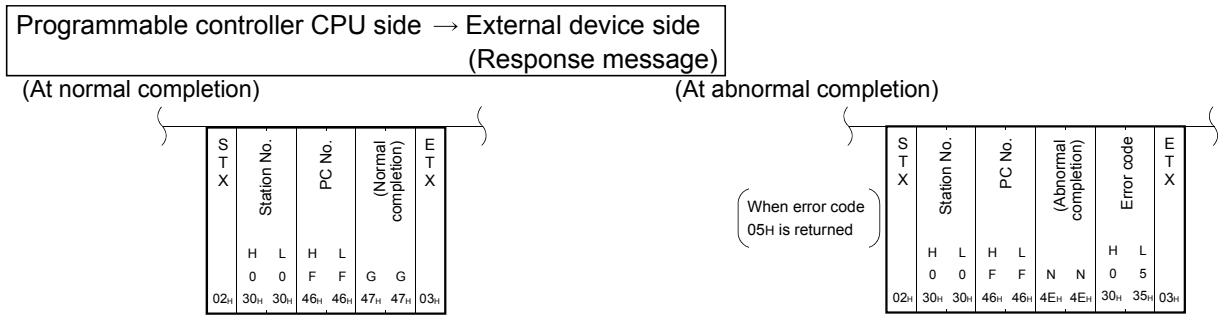 Programmable controller CPU side → External device side
(Response message)
(At normal completion)
STX
Station No.
PC No.
(Normal
completion)
ETX
H L H L
0 0 F F G G
02H 30H 30H 46H 46H 47H 47H 03H
(At abnormal completion)
When error code
05H is returned
STX
Station No.
PC No.
(Abnormal
completion)
Error code
ETX
H L H L H L
0 0 F F N N 0 5
02H 30H 30H 46H 46H 4EH 4EH 30H 35H 03H